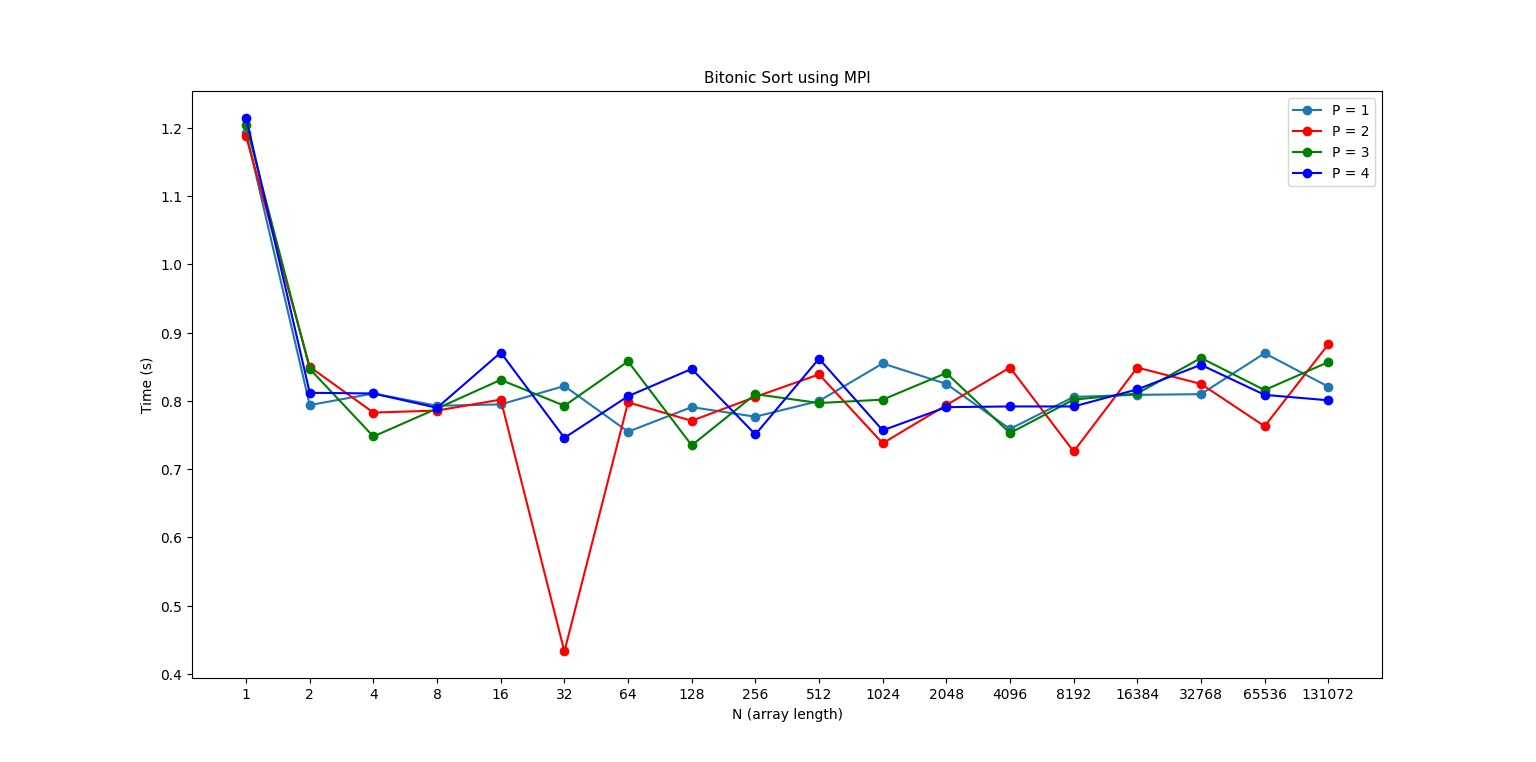 Bitonic Sort using MPI
P = 1
P = 2
P = 3
P = 4
Time (s)
1.2
1.1
1.0
0.9
0.8
0.7
0.6
0.5
0.4
1 2 4 8 16 32 64 128 256 512 1024 2048 4096 8192 16384 32768 65536 131072
N (array length)